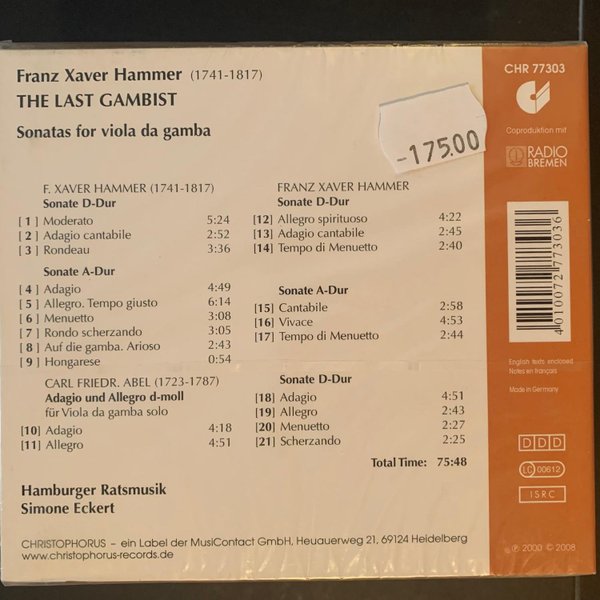 Franz Xaver Hammer (1741-1817)
THE LAST GAMBIST
Sonatas for viola da gamba
CHR 77303
Coproduktion mit
RADIO
BREMEN
-175.00
F. XAVER HAMMER (1741-1817)
Sonate D-Dur
[1] Moderato 5:24
[2] Adagio cantabile 2:52
[3] Rondeau 3:36
Sonate A-Dur
[4] Adagio 4:49
[5] Allegro. Tempo giusto 6:14
[6] Menuetto 3:08
[7] Rondo scherzando 3:05
[8] Auf die gamba. Arioso 2:43
[9] Hongarese 0:54
CARL FRIEDR. ABEL (1723-1787)
Adagio und Allegro d-moll
für Viola da gamba solo
[10] Adagio 4:18
[11] Allegro 4:51
FRANZ XAVER HAMMER
Sonate D-Dur
[12] Allegro spirituoso 4:22
[13] Adagio cantabile 2:45
[14] Tempo di Menuetto 2:40
Sonate A-Dur
[15] Cantabile 2:58
[16] Vivace 4:53
[17] Tempo di Menuetto 2:44
Sonate D-Dur
[18] Adagio 4:51
[19] Allegro 2:43
[20] Menuetto 2:27
[21] Scherzando 2:25
Total Time: 75:48
Hamburger Ratsmusik
Simone Eckert
CHRISTOPHORUS – ein Label der MusiContact GmbH, Heuauerweg 21, 69124 Heidelberg
www.christophorus-records.de
4 010072 773036
English texts enclosed
Notes en français
Made in Germany
DDD
LC 00612
ISRC
℗ 2000 © 2008